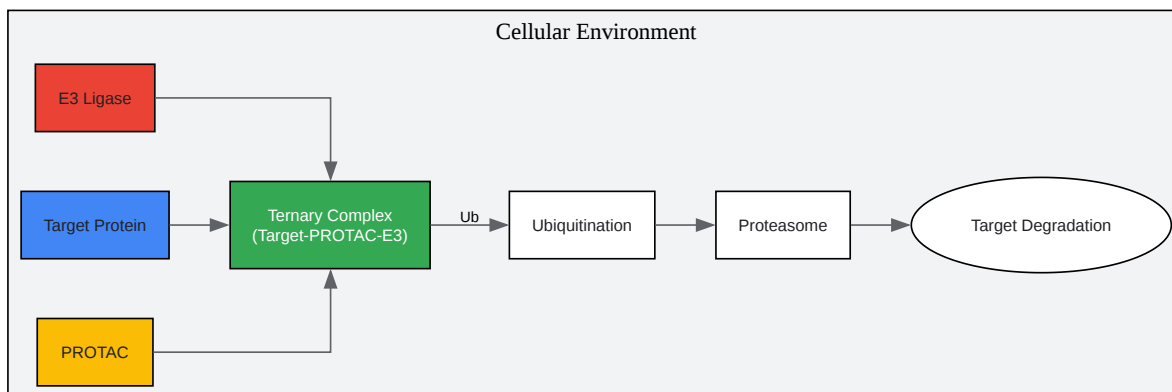 Cellular Environment
E3 Ligase
Target Protein
PROTAC
Ternary Complex
(Target-PROTAC-E3)
Ub
Ubiquitination
Proteasome
Target Degradation